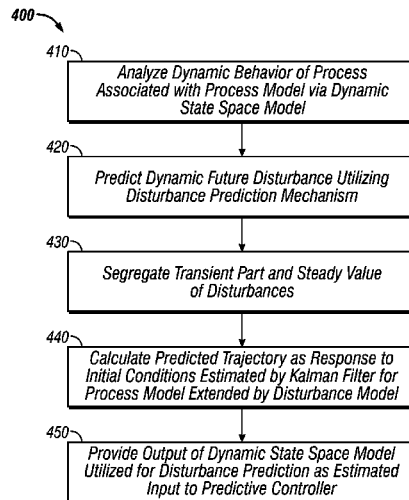 400
410
Analyze Dynamic Behavior of Process
Associated with Process Model via Dynamic
State Space Model
420
Predict Dynamic Future Disturbance Utilizing
Disturbance Prediction Mechanism
430
Segregate Transient Part and Steady Value
of Disturbances
440
Calculate Predicted Trajectory as Response to
Initial Conditions Estimated by Kalman Filter for
Process Model Extended by Disturbance Model
450
Provide Output of Dynamic State Space Model
Utilized for Disturbance Prediction as Estimated
Input to Predictive Controller